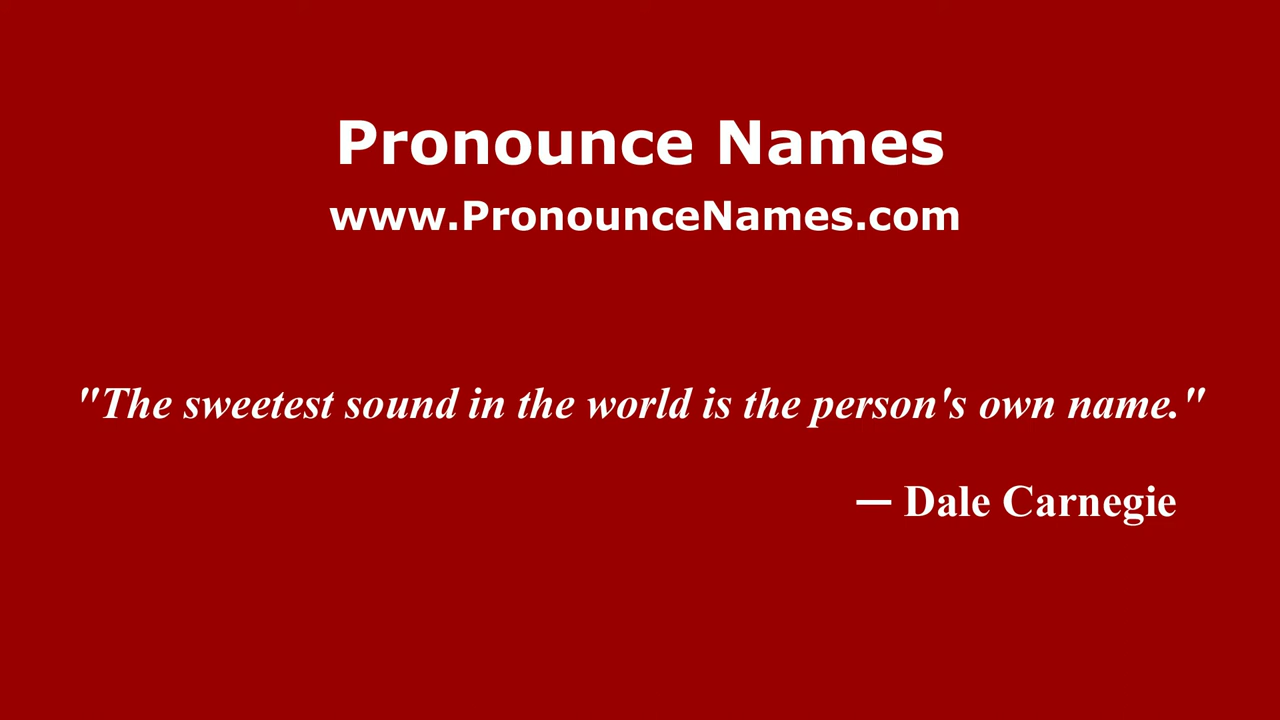 Pronounce Names
www.PronounceNames.com
"The sweetest sound in the world is the person's own name."
— Dale Carnegie